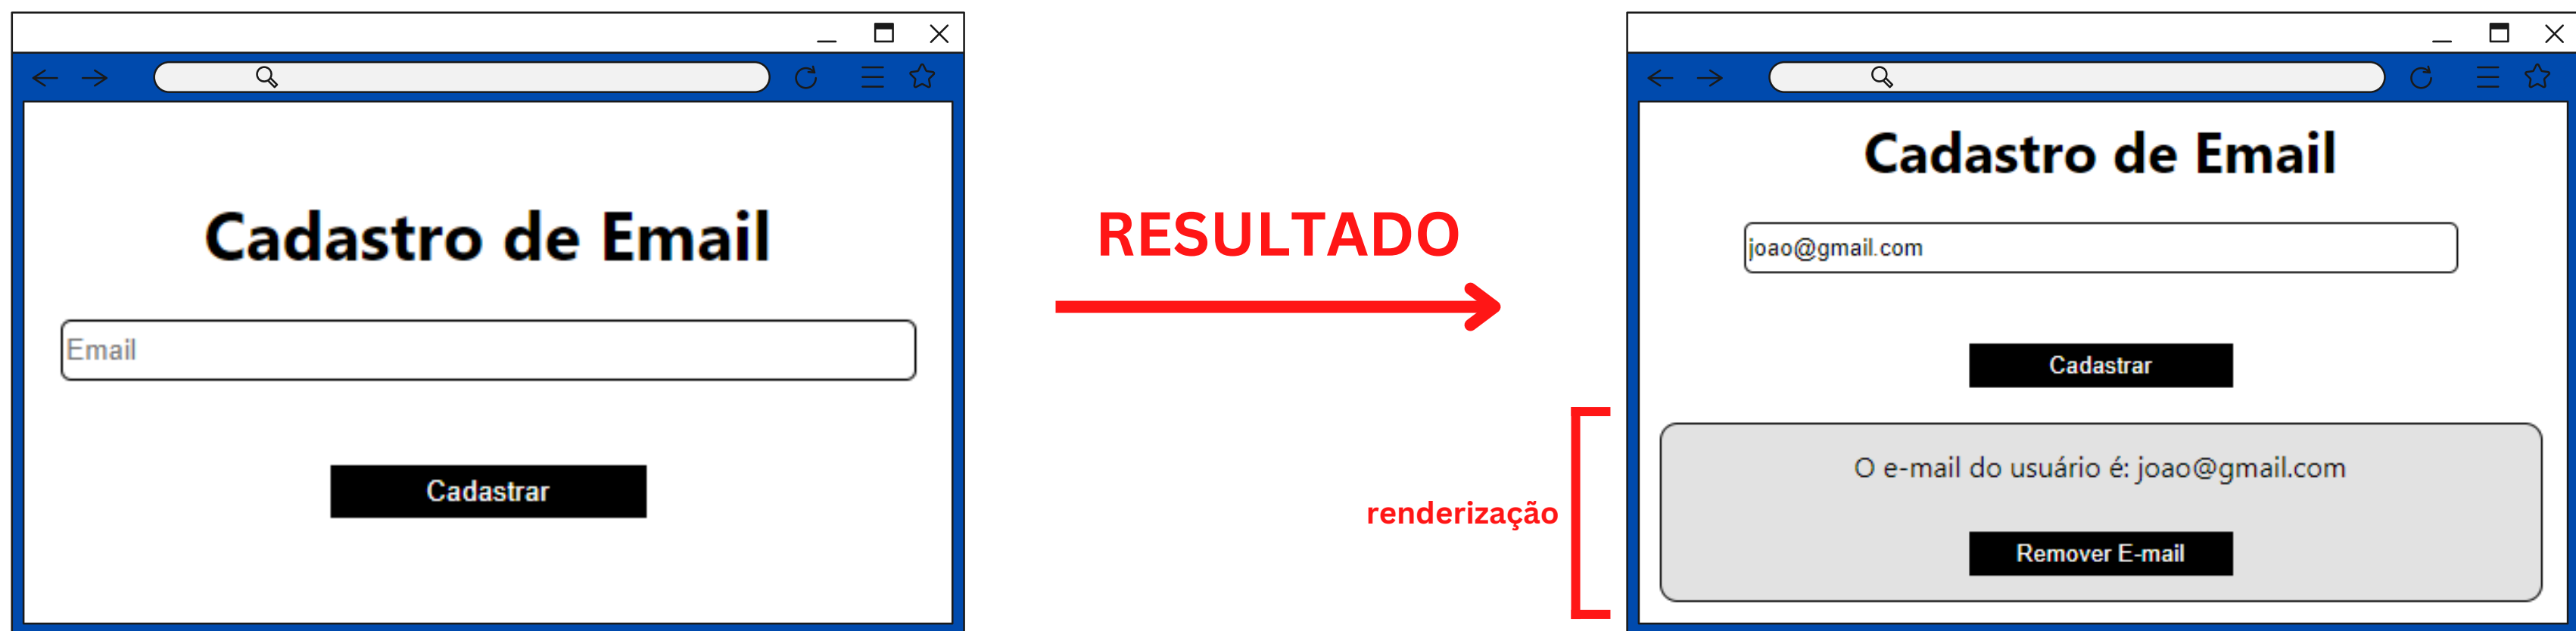 Cadastro de Email
Email
Cadastrar
RESULTADO
renderização
Cadastro de Email
joao@gmail.com
Cadastrar
O e-mail do usuário é: joao@gmail.com
Remover E-mail